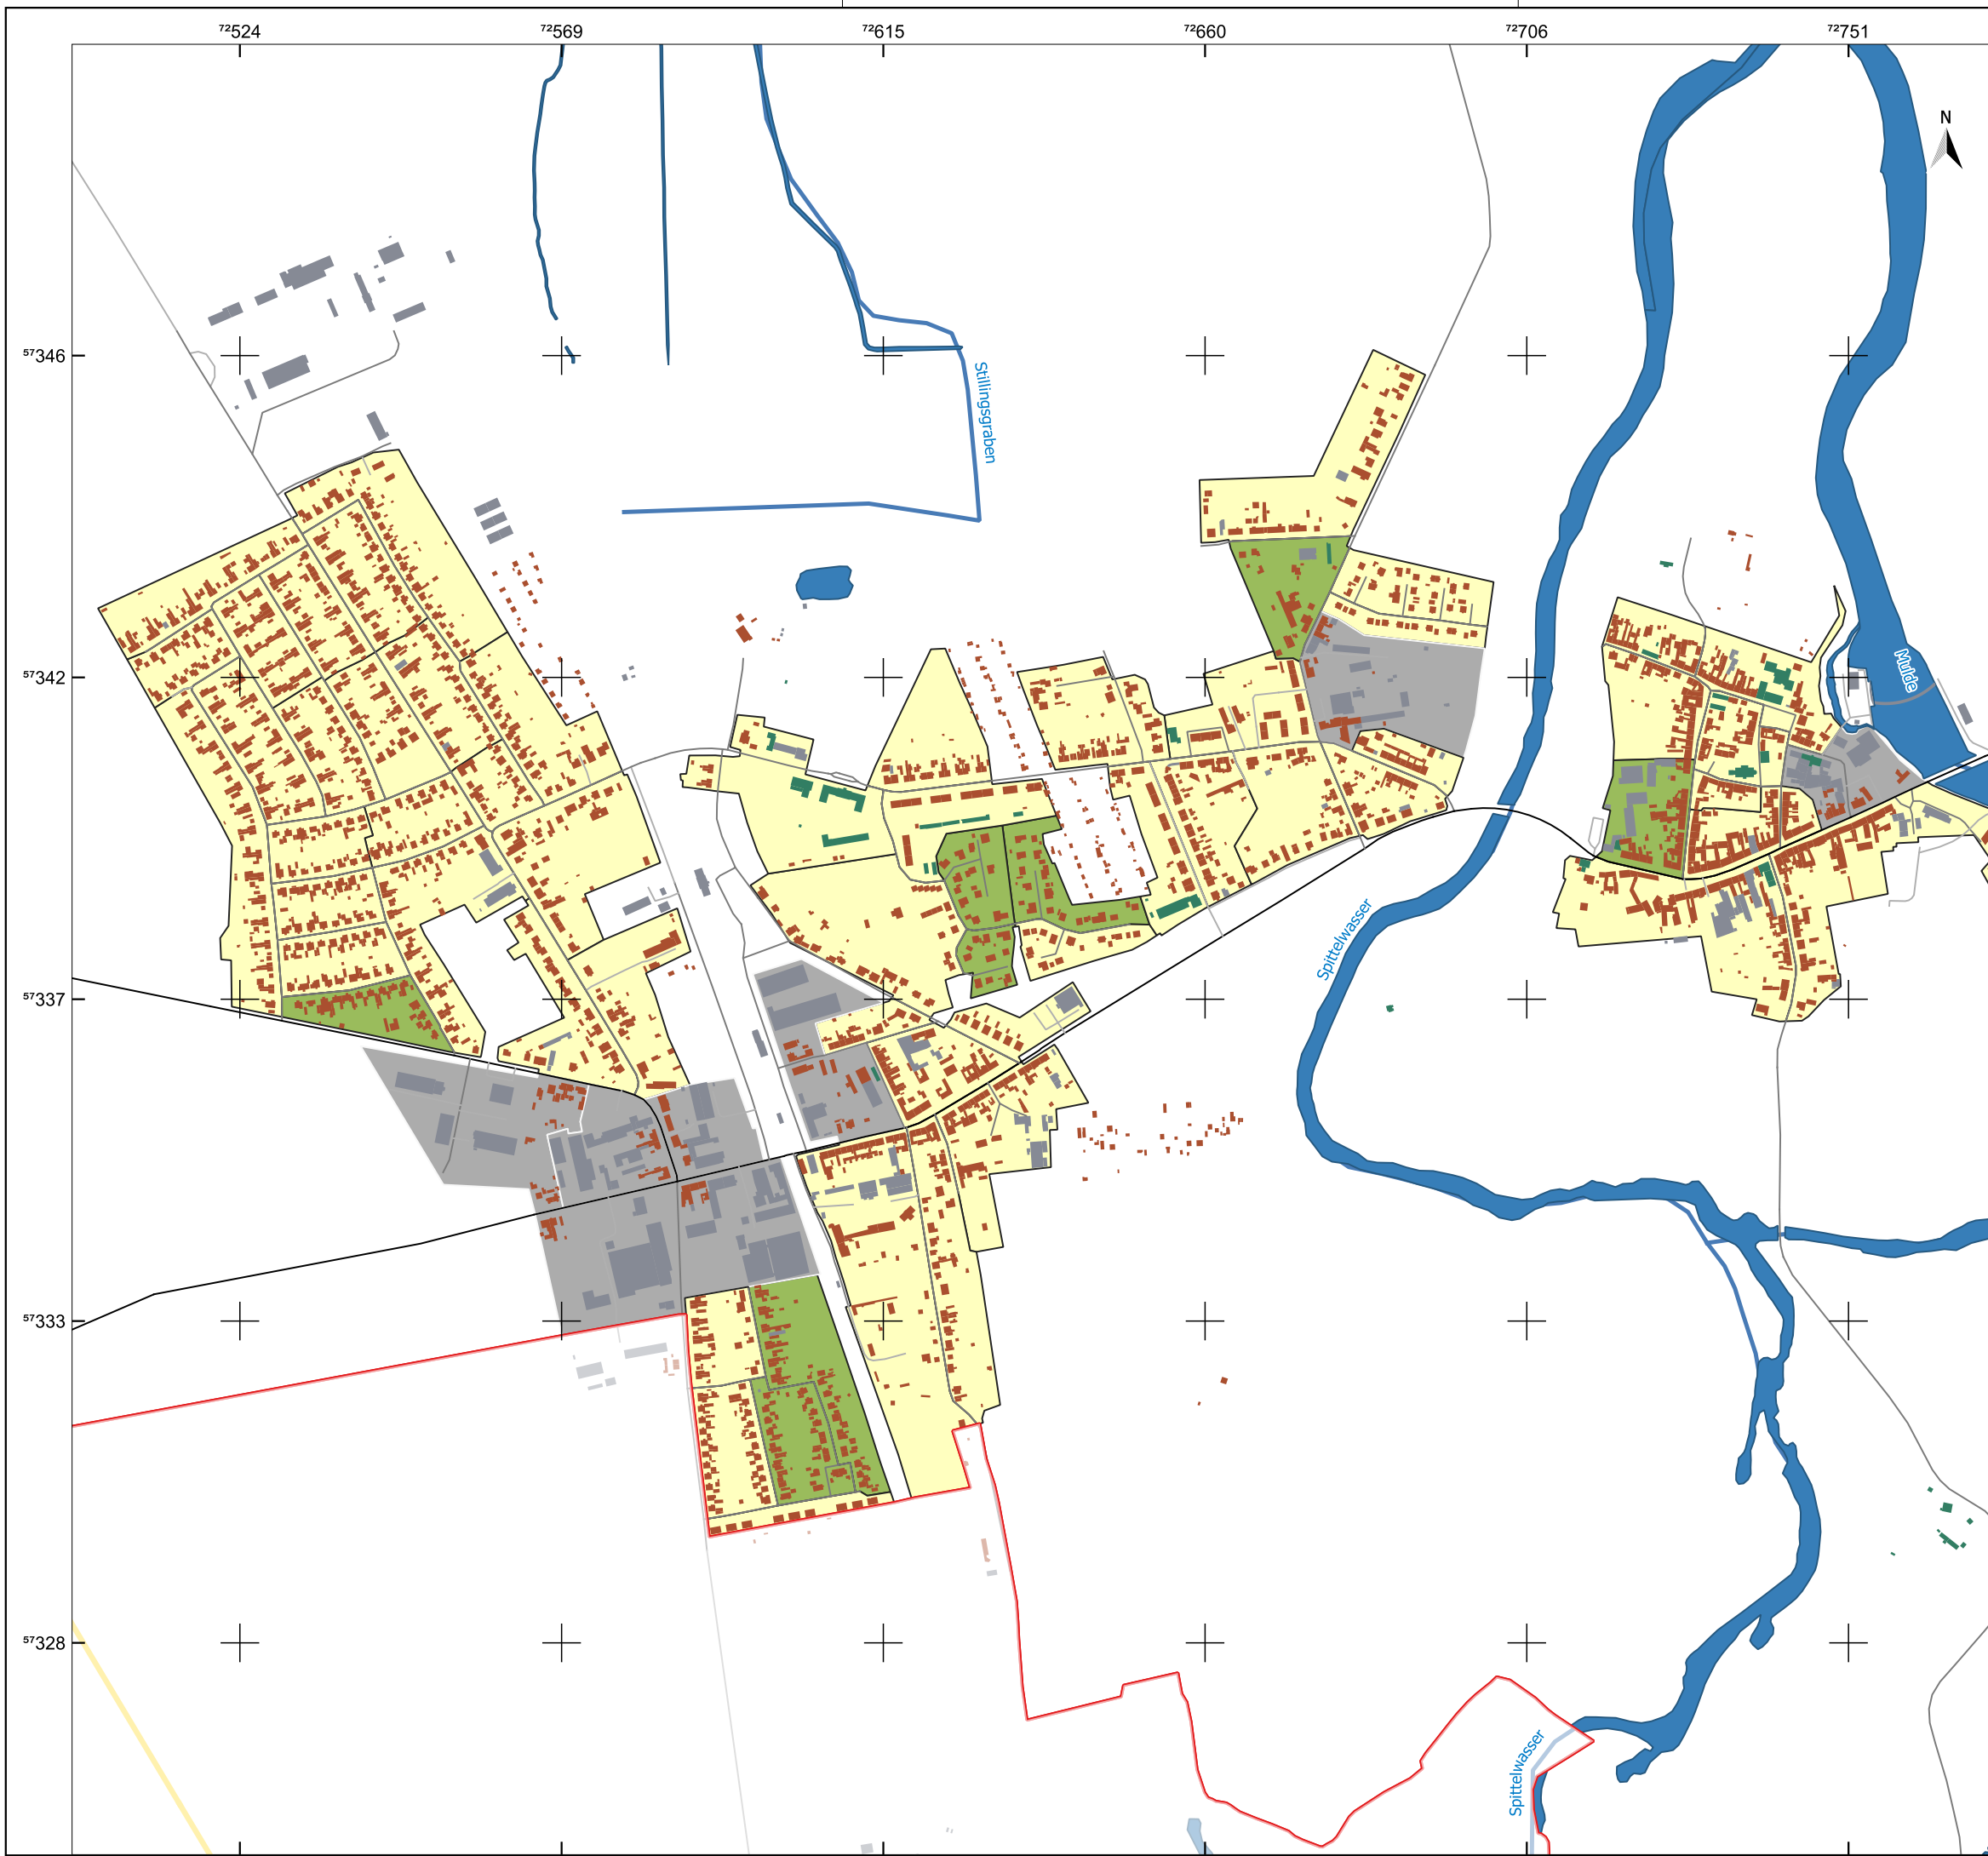 ⁷²524 ⁷²569 ⁷²615 ⁷²660 ⁷²706 ⁷²751
N
⁵⁷346
Stillingsgraben
⁵⁷342
Mulde
Spittelwasser
⁵⁷337
⁵⁷333
⁵⁷328
Spittelwasser